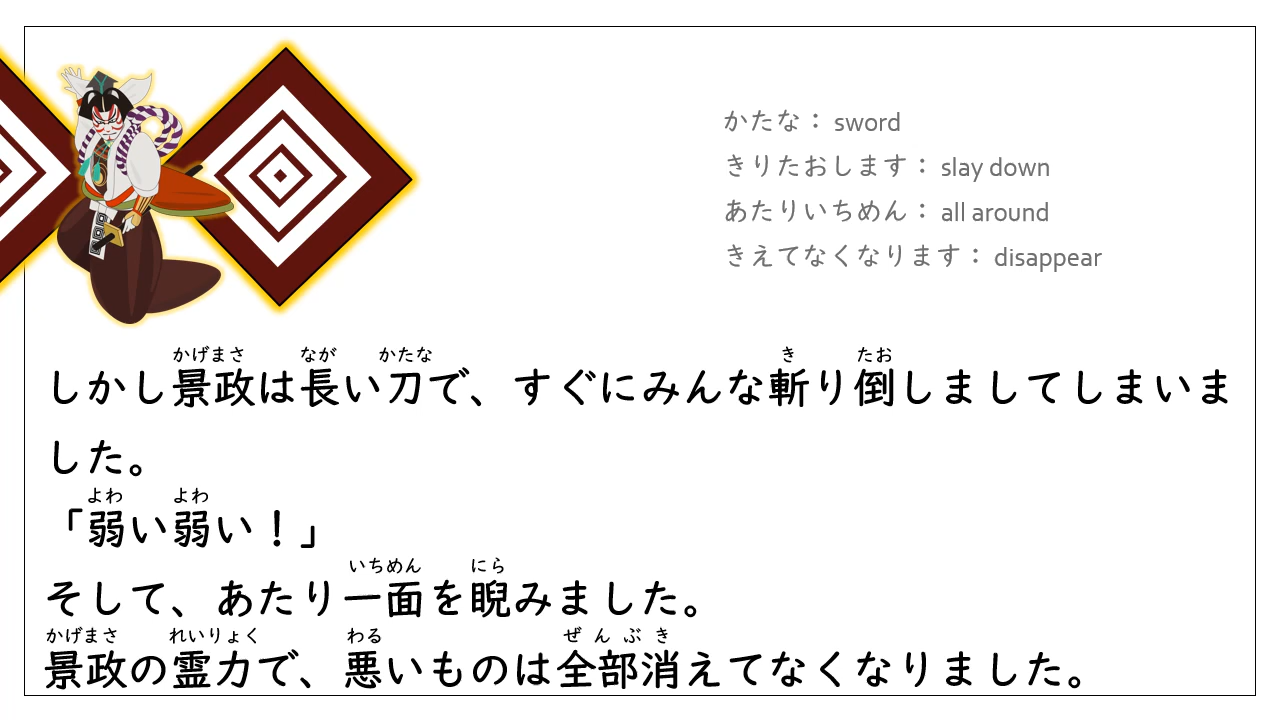 かたな： sword
きりたおします： slay down
あたりいちめん： all around
きえてなくなります： disappear
かげまさ なが かたな き たお
しかし景政は長い刀で、すぐにみんな斬り倒しましてしまいま
した。
よわ よわ
「弱い弱い！」
いちめん にら
そして、あたり一面を睨みました。
かげまさ れいりょく わる ぜんぶき
景政の霊力で、悪いものは全部消えてなくなりました。